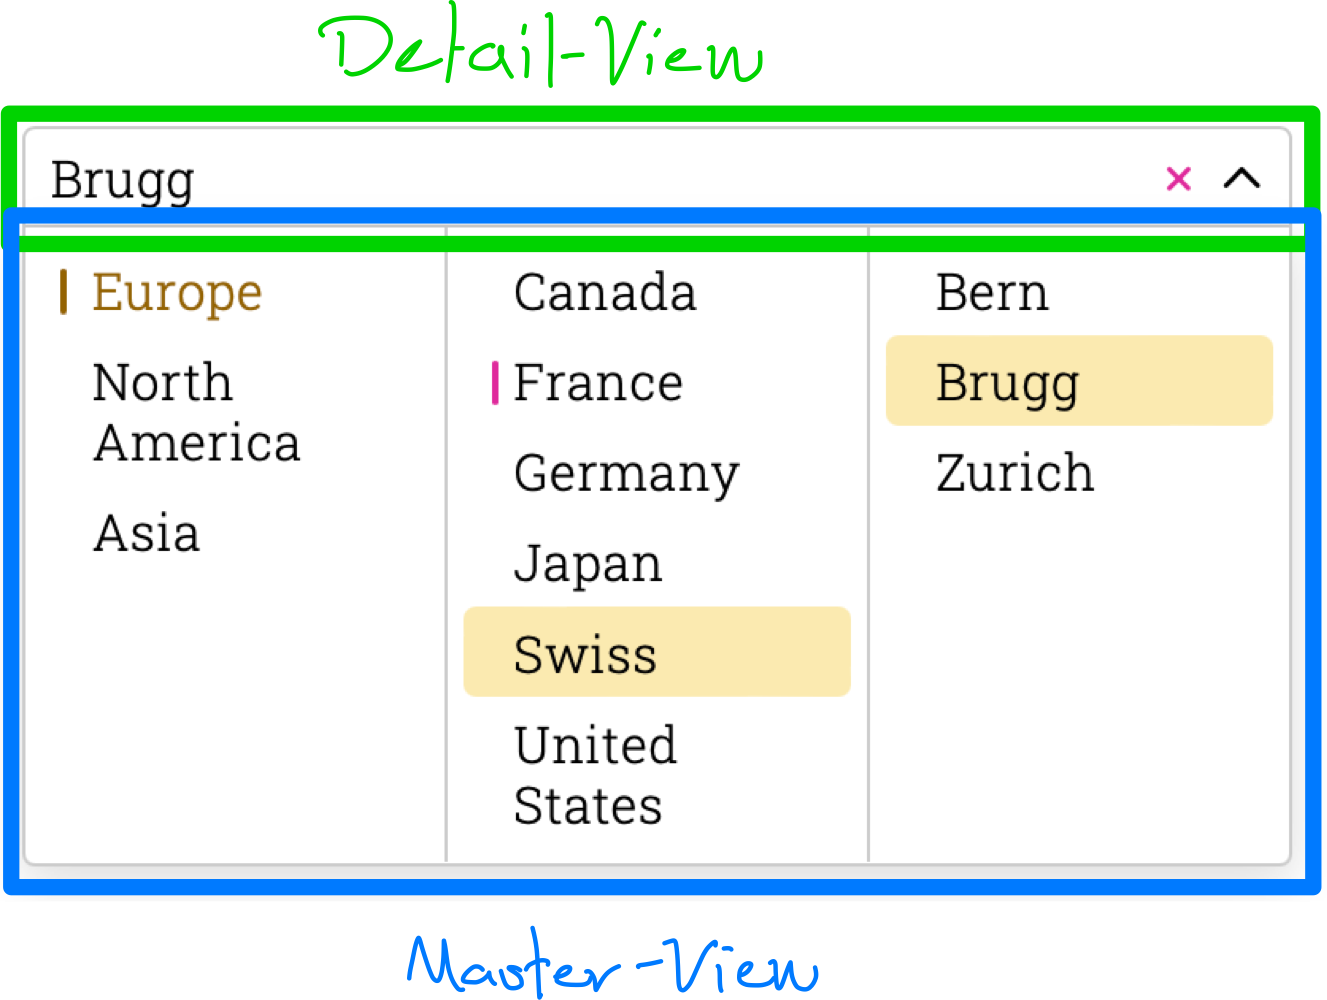 Detail-View
Brugg
Europe
North
America
Asia
Canada
France
Germany
Japan
Swiss
United
States
Bern
Brugg
Zurich
Master-View